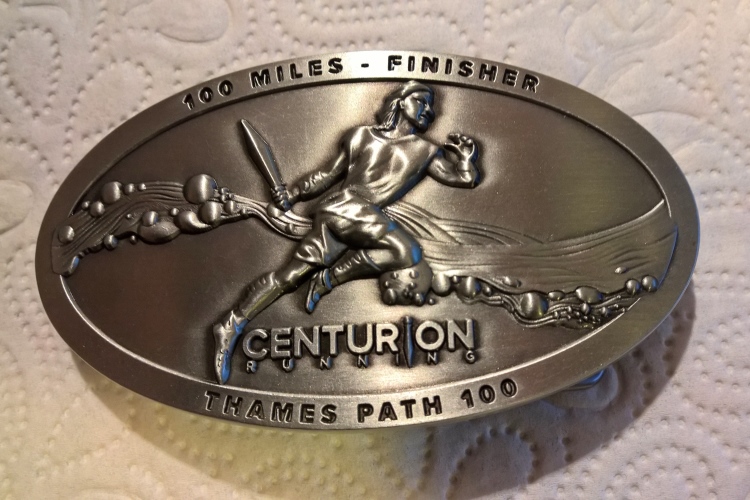 100 MILES - FINISHER
CENTURION
RUNNING
THAMES PATH 100